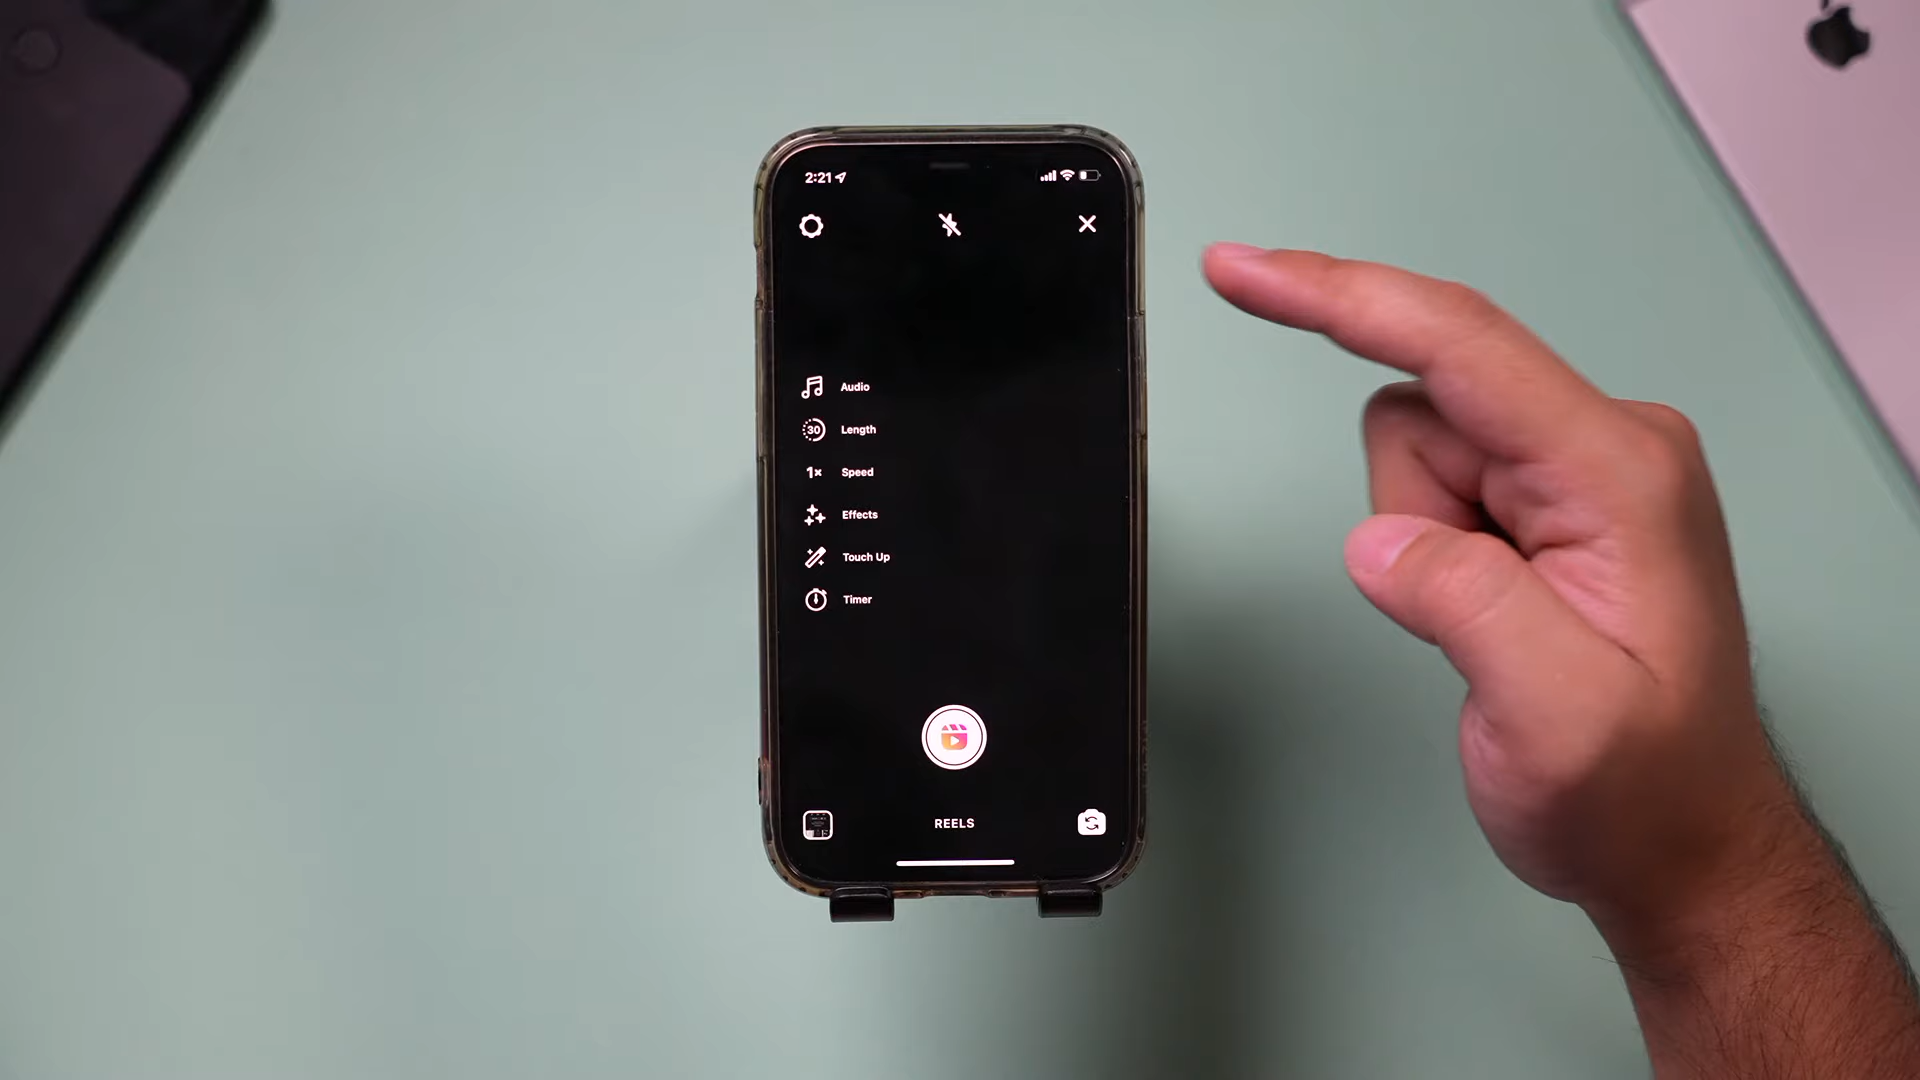 2:21
Audio
30 Length
1× Speed
Effects
Touch Up
Timer
REELS